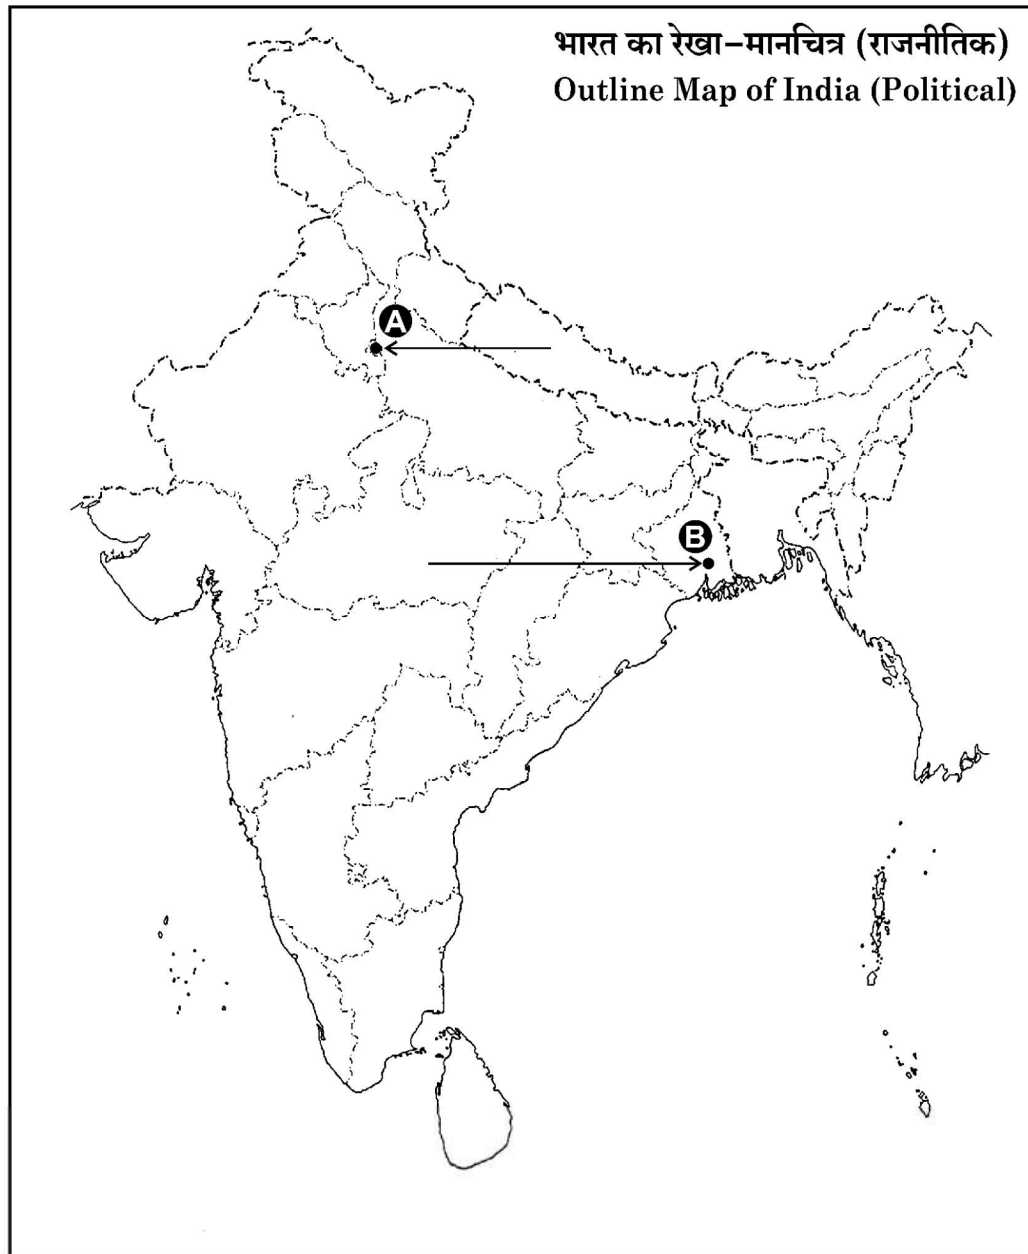 भारत का रेखा-मानचित्र (राजनीतिक)
Outline Map of India (Political)
A
B